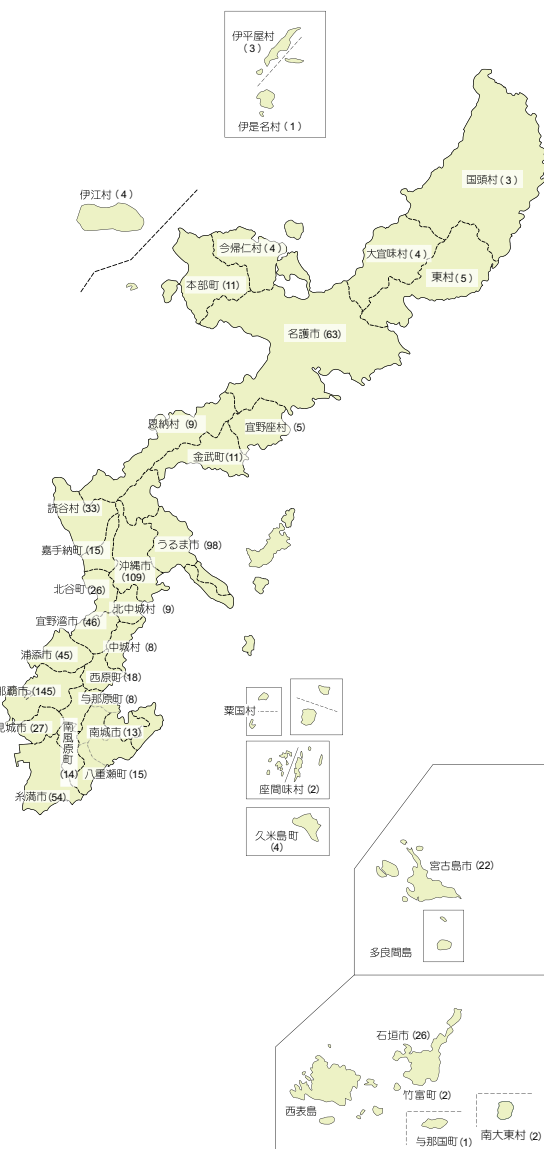 伊平屋村
(3)
伊是名村(1)
国頭村(3)
伊江村(4)
今帰仁村(4)
大宜味村(4)
本部町(11)
東村(5)
名護市(63)
恩納村(9)
宜野座村(5)
金武町(11)
読谷村(33)
嘉手納町(15)
うるま市(98)
沖縄市
(109)
北谷町(26)
北中城村(9)
宜野湾市(46)
中城村(8)
浦添市(45)
西原町(18)
那覇市(145)
与那原町(8)
粟国村
見城市(27)
南風原町
(14)
南城市(13)
八重瀬町(15)
糸満市(54)
座間味村(2)
久米島町
(4)
宮古島市(22)
多良間島
石垣市(26)
竹富町(2)
西表島
与那国町(1)
南大東村(2)